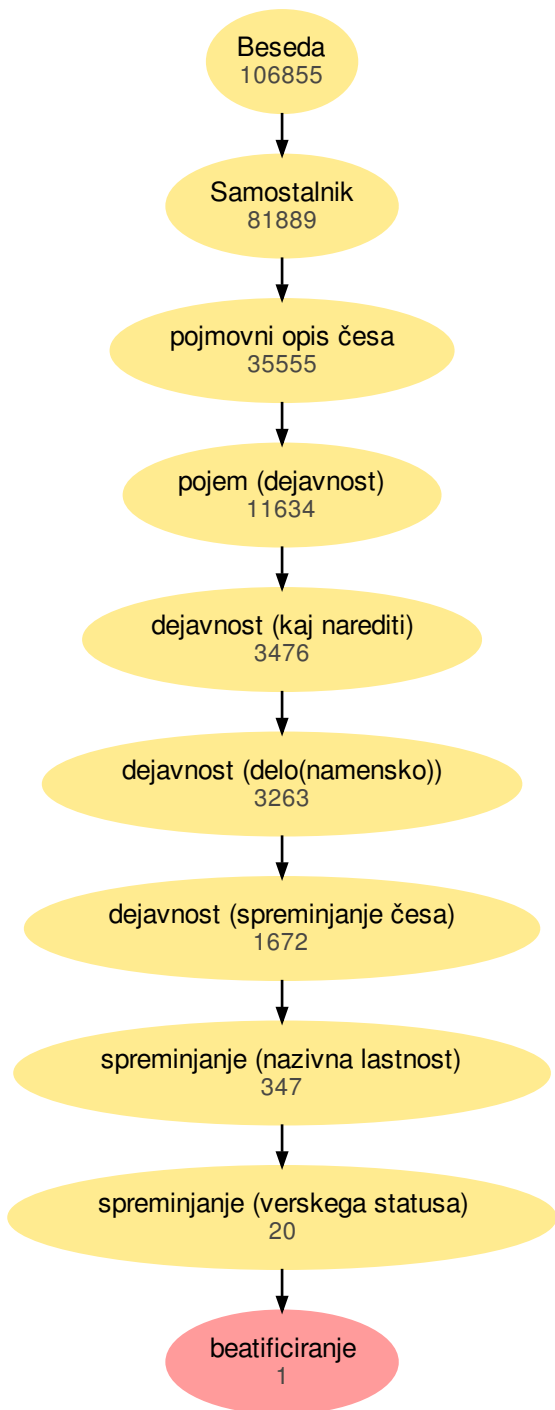 Beseda
106855
Samostalnik
81889
pojmovni opis česa
35555
pojem (dejavnost)
11634
dejavnost (kaj narediti)
3476
dejavnost (delo(namensko))
3263
dejavnost (spreminjanje česa)
1672
spreminjanje (nazivna lastnost)
347
spreminjanje (verskega statusa)
20
beatificiranje
1